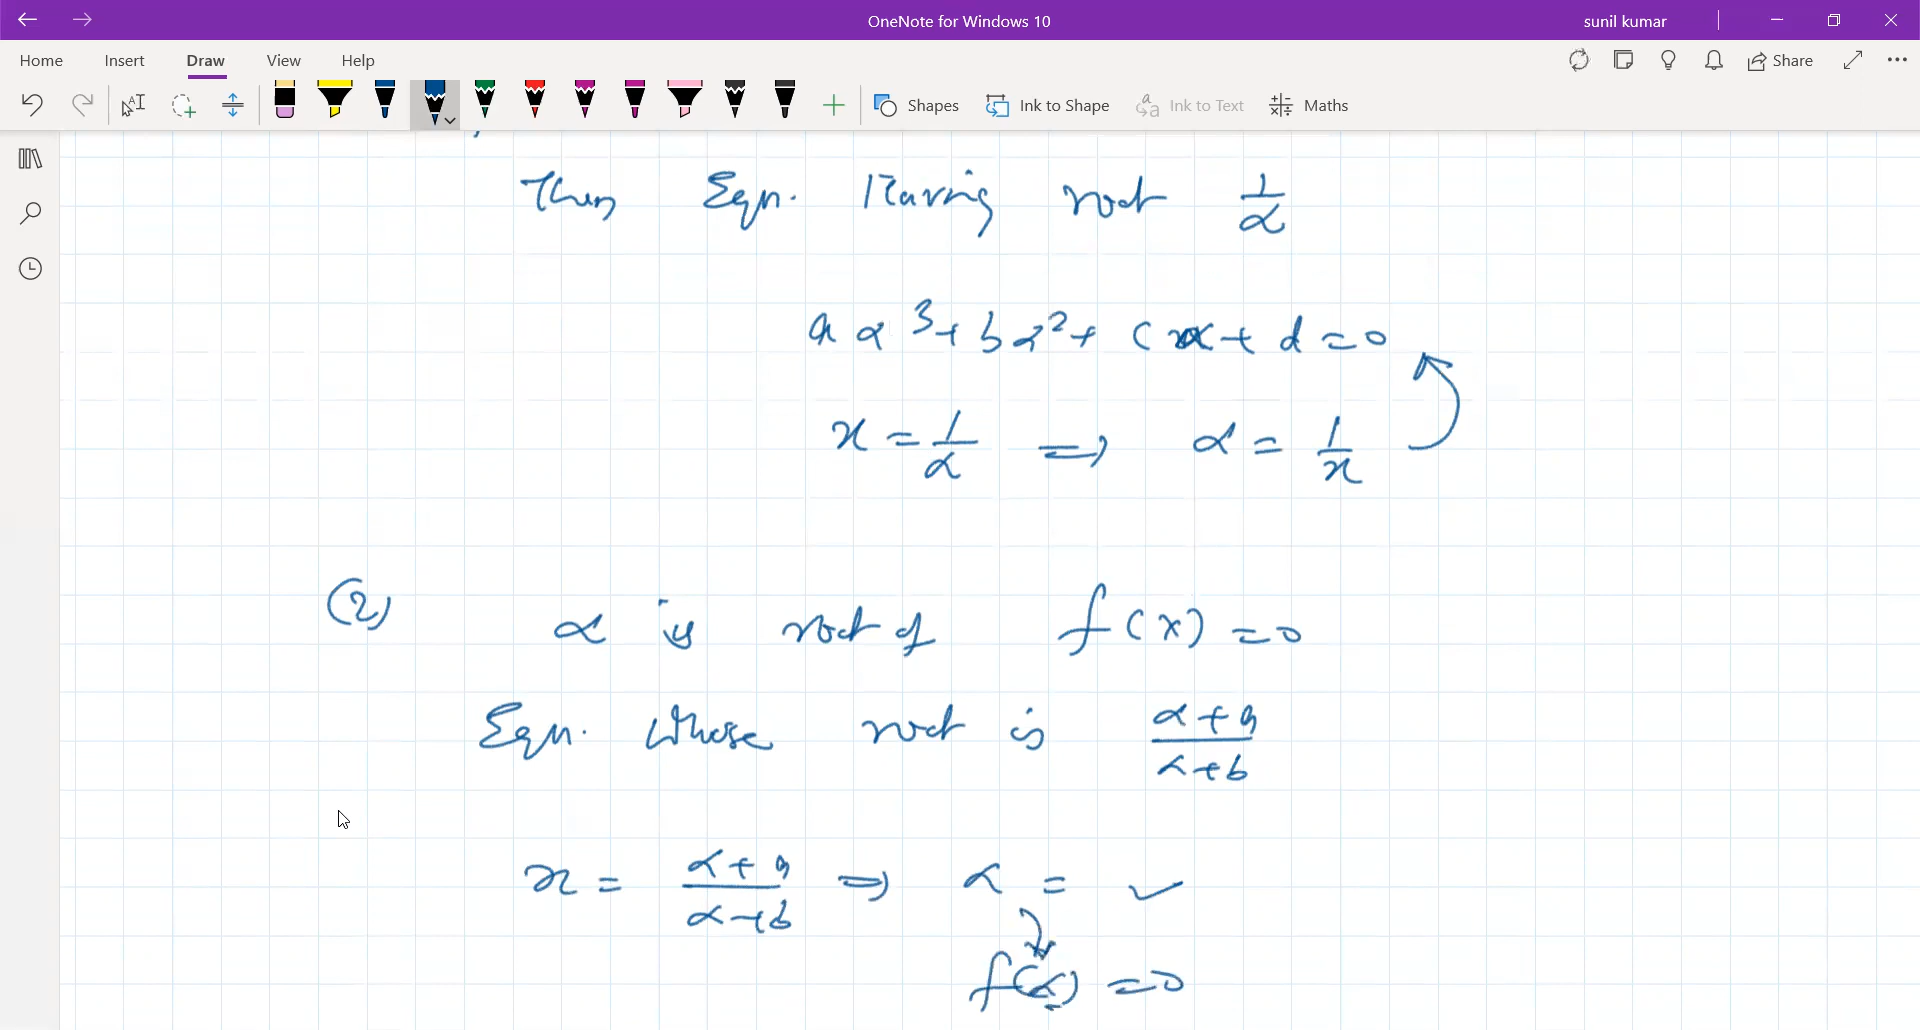 OneNote for Windows 10
sunil kumar
Home Insert Draw View Help
Share
Shapes Ink to Shape Ink to Text Maths
Then Eqn. Having root 1/α
aα³+bα²+cα+d=0
x=1/α ⇒ α=1/x
(2) α is root of f(x)=0
Eqn. Whose root is (α+a)/(α+b)
x = (α+a)/(α+b) ⇒ α = ✓
f(α)=0